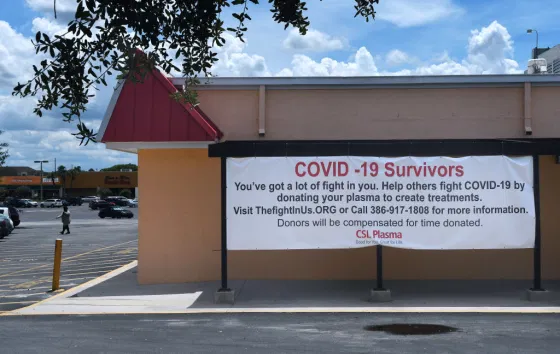 COVID -19 Survivors
You've got a lot of fight in you. Help others fight COVID-19 by
donating your plasma to create treatments.
Visit ThefightInUs.ORG or Call 386-917-1808 for more information.
Donors will be compensated for time donated.
CSL Plasma